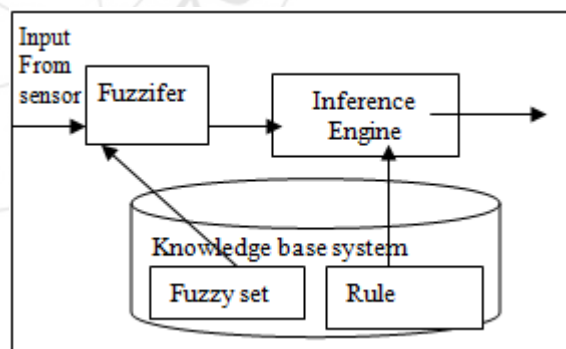 Input
From
sensor
Fuzzifer
Inference
Engine
Knowledge base system
Fuzzy set
Rule